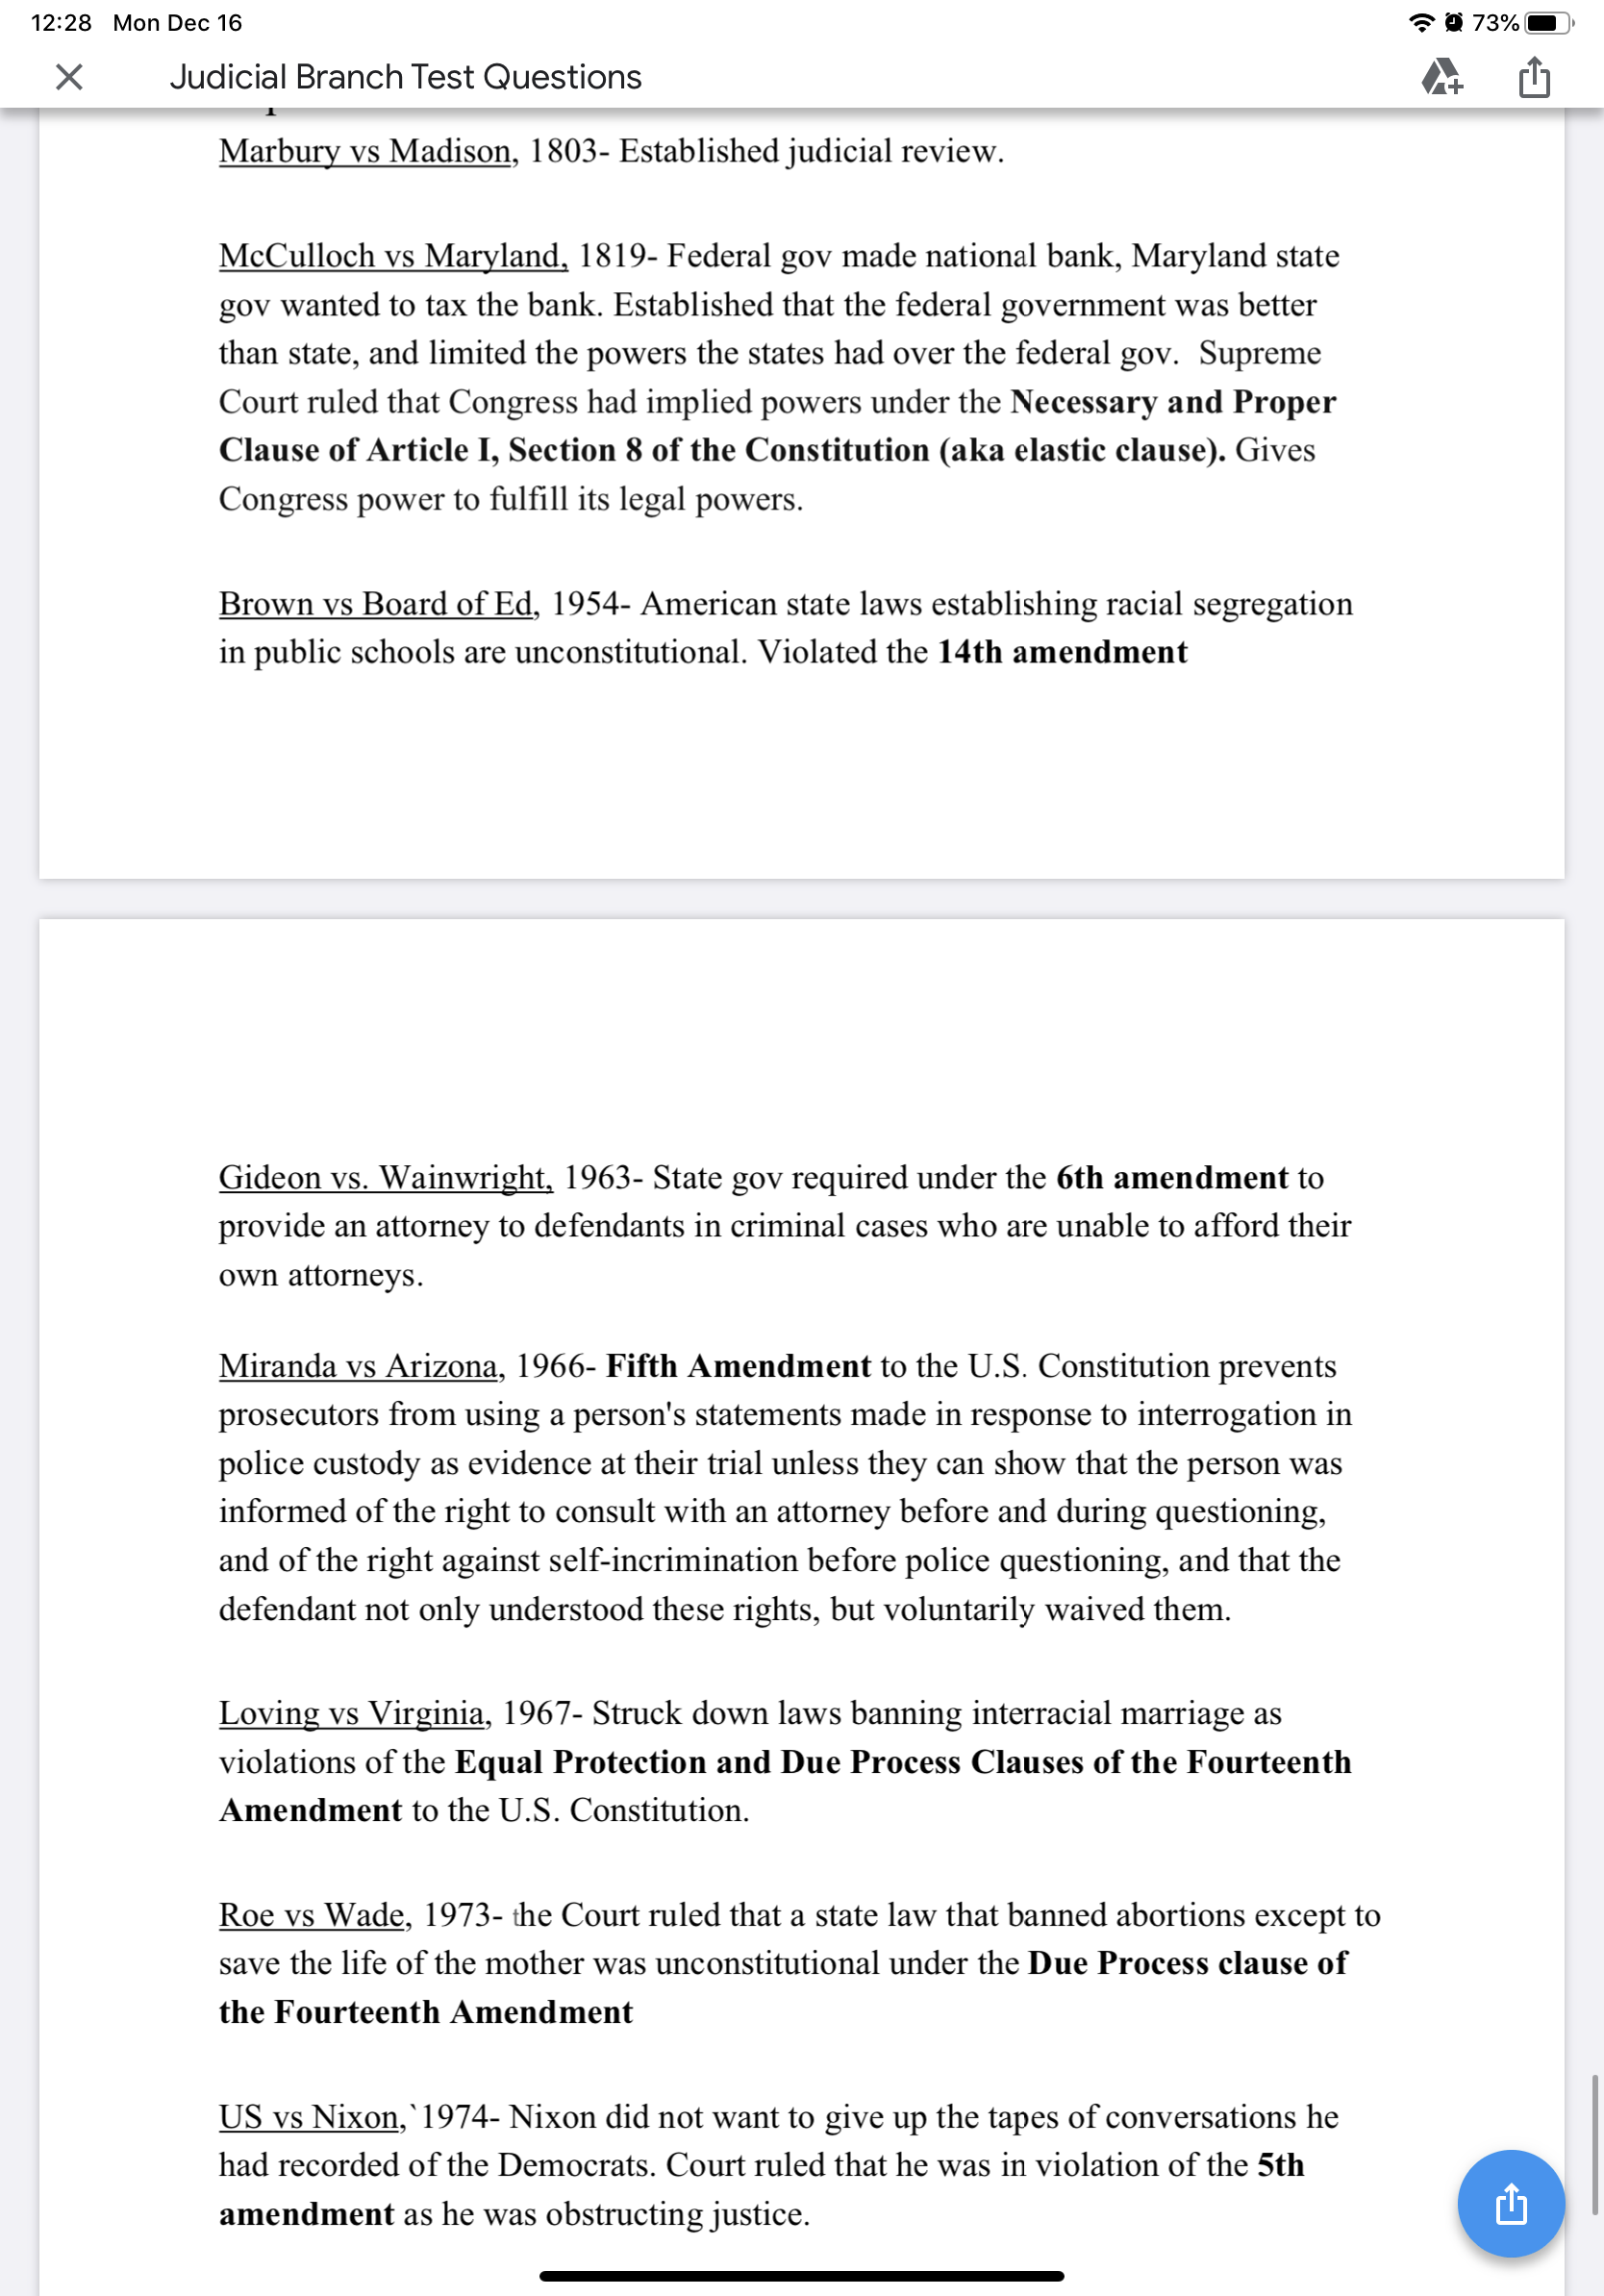 12:28 Mon Dec 16 73%
Judicial Branch Test Questions
Marbury vs Madison, 1803- Established judicial review.
McCulloch vs Maryland, 1819- Federal gov made national bank, Maryland state
gov wanted to tax the bank. Established that the federal government was better
than state, and limited the powers the states had over the federal gov.  Supreme
Court ruled that Congress had implied powers under the Necessary and Proper
Clause of Article I, Section 8 of the Constitution (aka elastic clause). Gives
Congress power to fulfill its legal powers.
Brown vs Board of Ed, 1954- American state laws establishing racial segregation
in public schools are unconstitutional. Violated the 14th amendment
Gideon vs. Wainwright, 1963- State gov required under the 6th amendment to
provide an attorney to defendants in criminal cases who are unable to afford their
own attorneys.
Miranda vs Arizona, 1966- Fifth Amendment to the U.S. Constitution prevents
prosecutors from using a person's statements made in response to interrogation in
police custody as evidence at their trial unless they can show that the person was
informed of the right to consult with an attorney before and during questioning,
and of the right against self-incrimination before police questioning, and that the
defendant not only understood these rights, but voluntarily waived them.
Loving vs Virginia, 1967- Struck down laws banning interracial marriage as
violations of the Equal Protection and Due Process Clauses of the Fourteenth
Amendment to the U.S. Constitution.
Roe vs Wade, 1973- the Court ruled that a state law that banned abortions except to
save the life of the mother was unconstitutional under the Due Process clause of
the Fourteenth Amendment
US vs Nixon,`1974- Nixon did not want to give up the tapes of conversations he
had recorded of the Democrats. Court ruled that he was in violation of the 5th
amendment as he was obstructing justice.